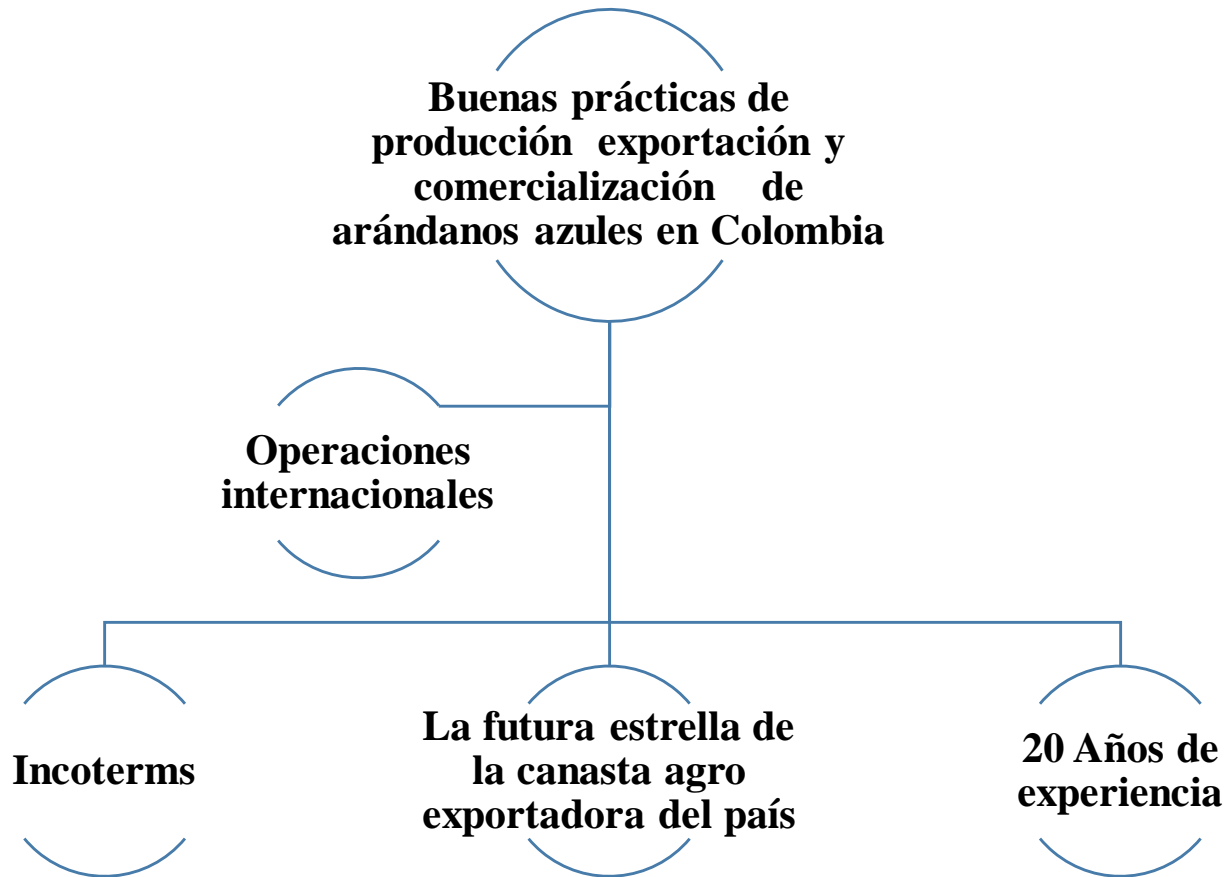 Buenas prácticas de
producción exportación y
comercialización de
arándanos azules en Colombia
Operaciones
internacionales
Incoterms
La futura estrella de
la canasta agro
exportadora del país
20 Años de
experiencia